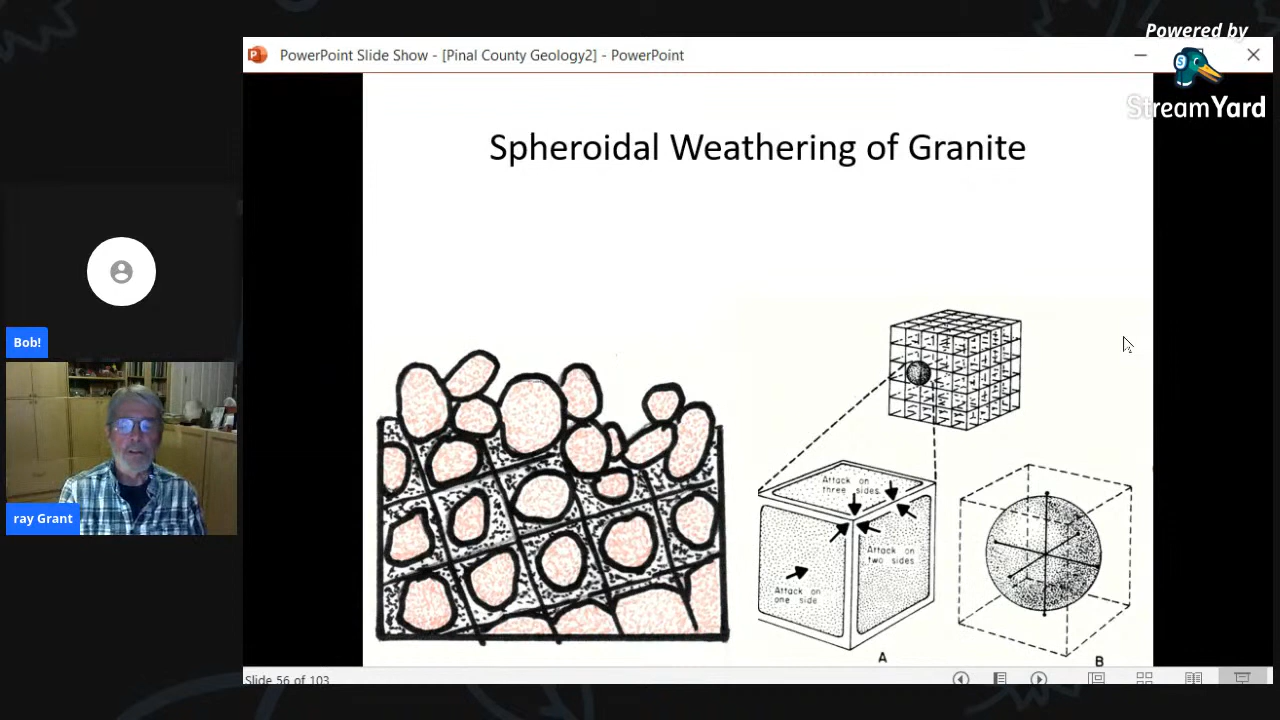 Powered by
StreamYard
PowerPoint Slide Show - [Pinal County Geology2] - PowerPoint
Spheroidal Weathering of Granite
Attack on
three sides
Attack on
two sides
Attack on
one side
A
B
Bob!
ray Grant
Slide 56 of 103